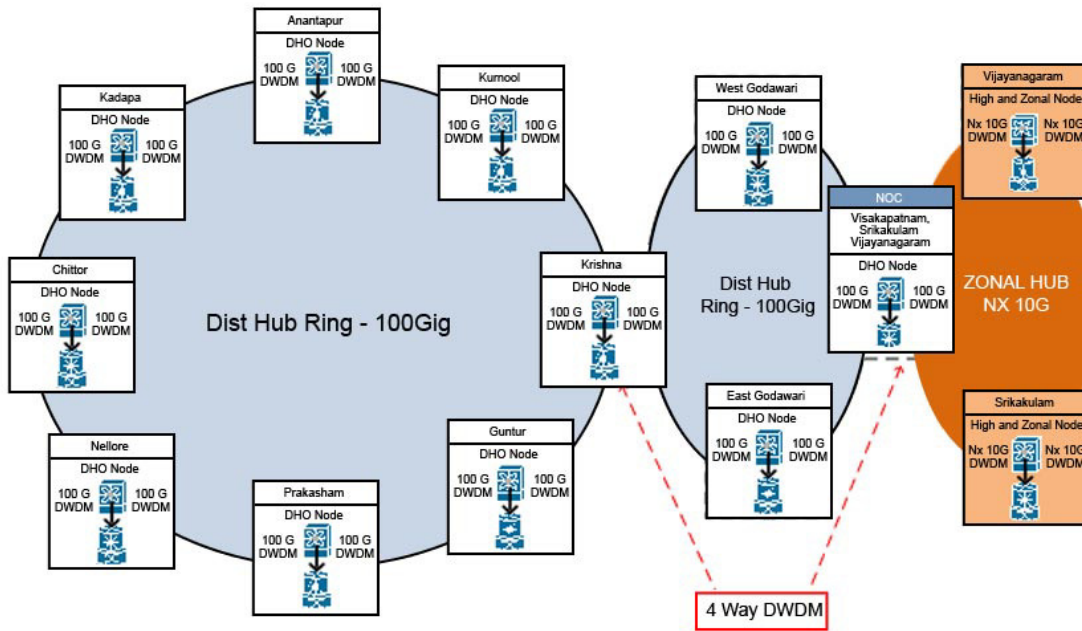 Anantapur
DHO Node
100 G
DWDM
100 G
DWDM
Kadapa
DHO Node
100 G
DWDM
100 G
DWDM
Kurnool
DHO Node
100 G
DWDM
100 G
DWDM
Chittor
DHO Node
100 G
DWDM
100 G
DWDM
Dist Hub Ring - 100Gig
Krishna
DHO Node
100 G
DWDM
100 G
DWDM
Nellore
DHO Node
100 G
DWDM
100 G
DWDM
Prakasham
DHO Node
100 G
DWDM
100 G
DWDM
Guntur
DHO Node
100 G
DWDM
100 G
DWDM
West Godawari
DHO Node
100 G
DWDM
100 G
DWDM
Dist Hub
Ring - 100Gig
East Godawari
DHO Node
100 G
DWDM
100 G
DWDM
NOC
Visakapatnam,
Srikakulam
Vijayanagaram
DHO Node
100 G
DWDM
100 G
DWDM
Vijayanagaram
High and Zonal Node
Nx 10G
DWDM
Nx 10G
DWDM
ZONAL HUB
NX 10G
Srikakulam
High and Zonal Node
Nx 10G
DWDM
Nx 10G
DWDM
4 Way DWDM